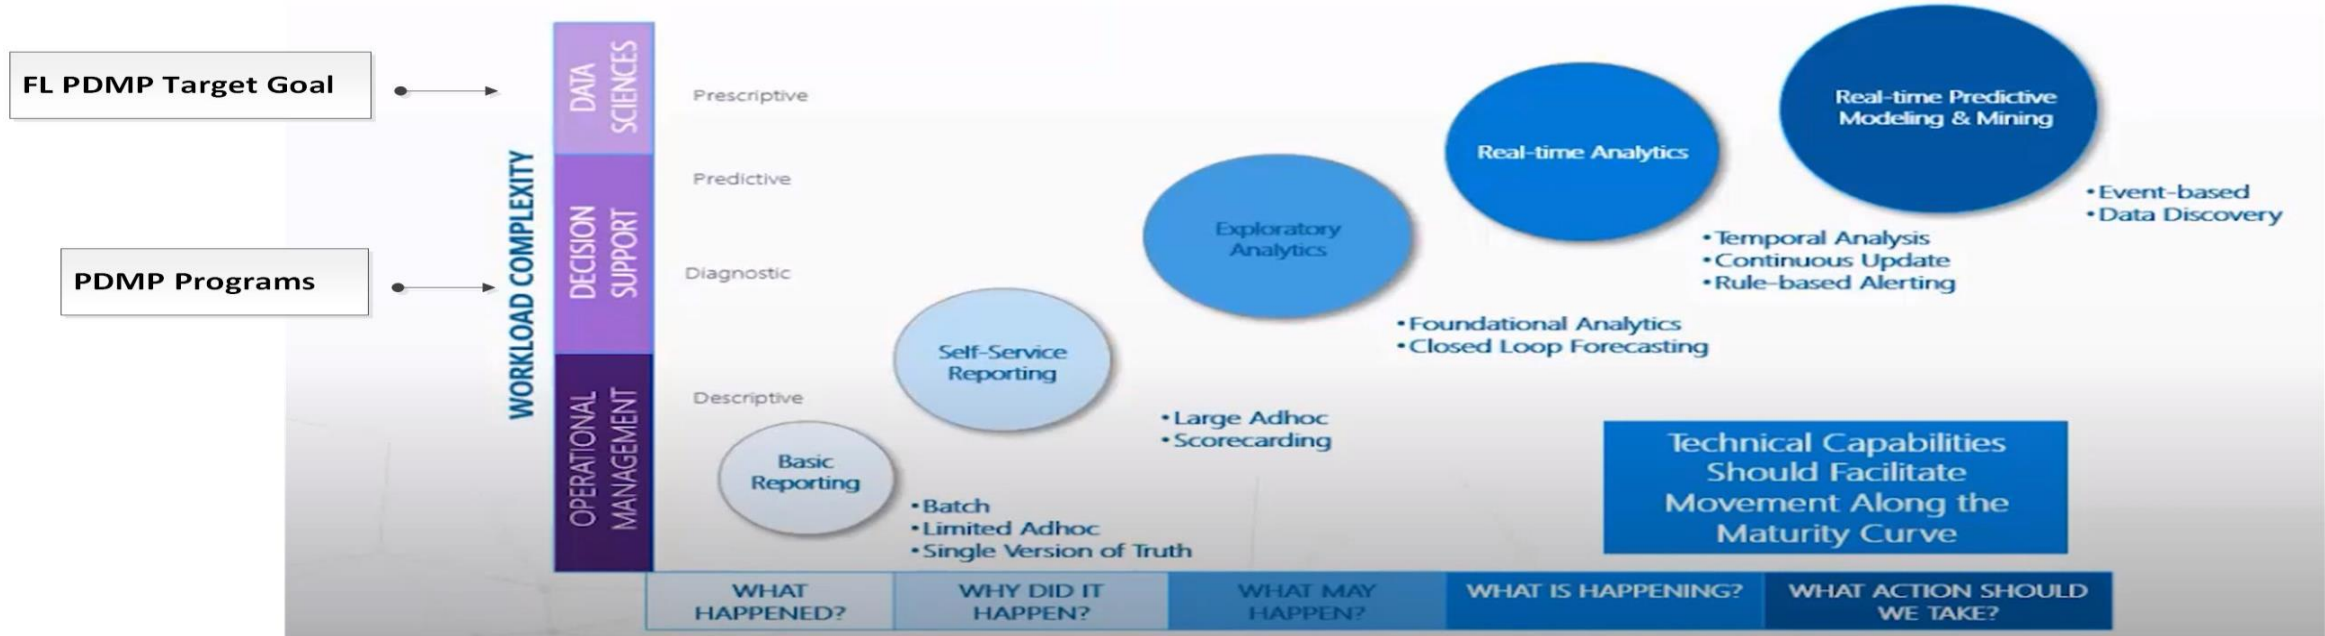 FL PDMP Target Goal
PDMP Programs
WORKLOAD COMPLEXITY
DATA
SCIENCES
DECISION
SUPPORT
OPERATIONAL
MANAGEMENT
Prescriptive
Predictive
Diagnostic
Descriptive
Basic
Reporting
•Batch
•Limited Adhoc
•Single Version of Truth
Self-Service
Reporting
•Large Adhoc
•Scorecarding
Exploratory
Analytics
•Foundational Analytics
•Closed Loop Forecasting
Real-time Analytics
•Temporal Analysis
•Continuous Update
•Rule-based Alerting
Real-time Predictive
Modeling & Mining
•Event-based
•Data Discovery
Technical Capabilities
Should Facilitate
Movement Along the
Maturity Curve
WHAT
HAPPENED?
WHY DID IT
HAPPEN?
WHAT MAY
HAPPEN?
WHAT IS HAPPENING?
WHAT ACTION SHOULD
WE TAKE?